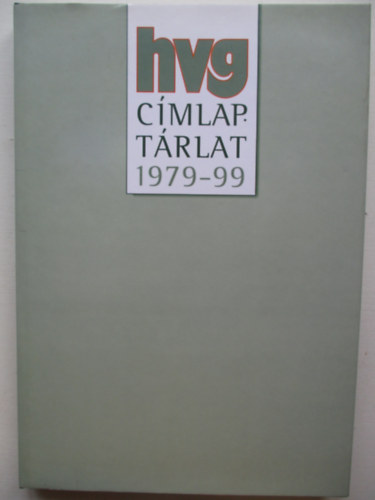 hvg
CÍMLAP-
TÁRLAT
1979-99